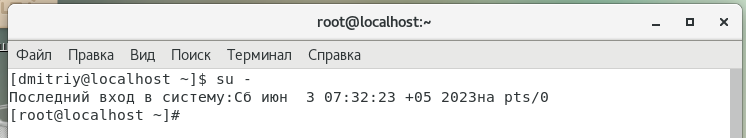 root@localhost:~
Файл Правка Вид Поиск Терминал Справка
[dmitriy@localhost ~]$ su -
Последний вход в систему:Сб июн  3 07:32:23 +05 2023на pts/0
[root@localhost ~]#